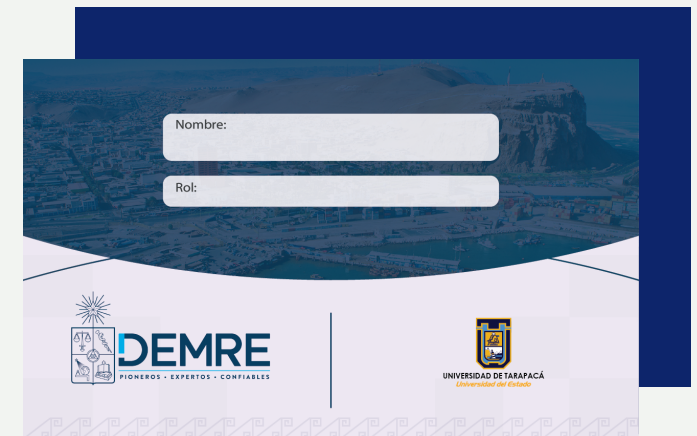 Nombre:
Rol:
DEMRE
PIONEROS - EXPERTOS - CONFIABLES
UNIVERSIDAD DE TARAPACÁ
Universidad del Estado